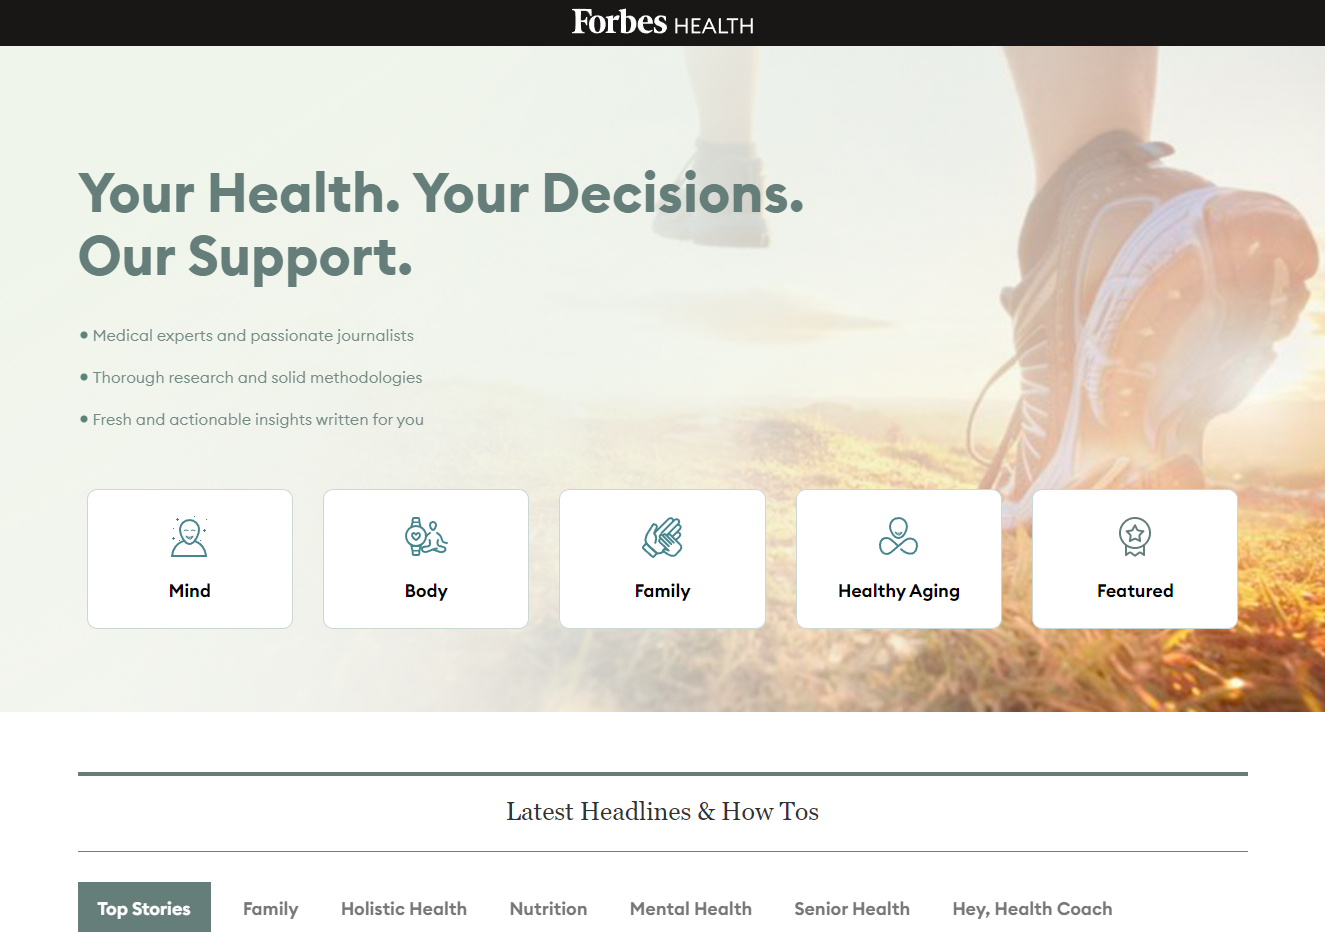 Forbes HEALTH
Your Health. Your Decisions.
Our Support.
• Medical experts and passionate journalists
• Thorough research and solid methodologies
• Fresh and actionable insights written for you
Mind
Body
Family
Healthy Aging
Featured
Latest Headlines & How Tos
Top Stories
Family
Holistic Health
Nutrition
Mental Health
Senior Health
Hey, Health Coach